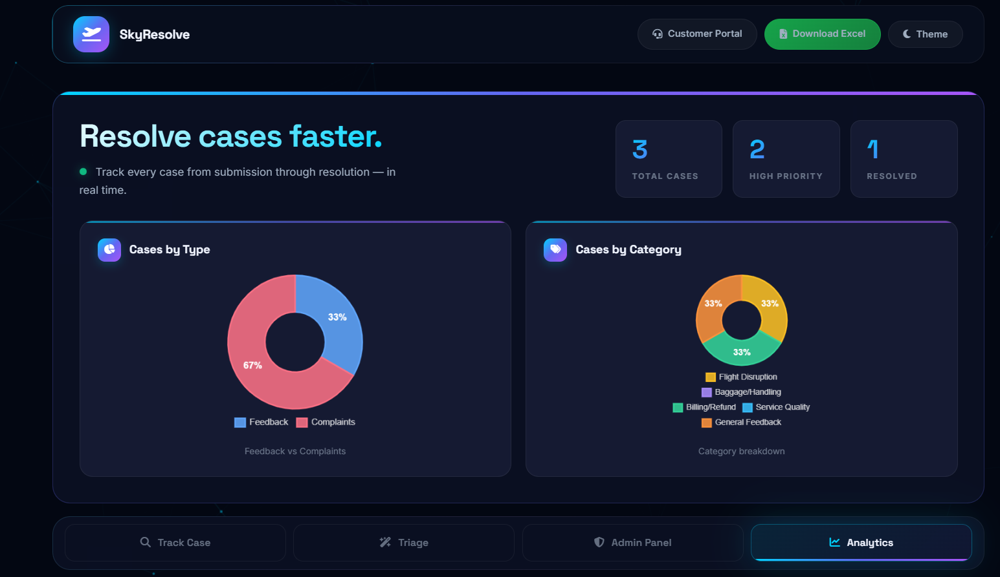 SkyResolve
Customer Portal
Download Excel
Theme
Resolve cases faster.
Track every case from submission through resolution — in
real time.
3
TOTAL CASES
2
HIGH PRIORITY
1
RESOLVED
Cases by Type
33%
67%
Feedback
Complaints
Feedback vs Complaints
Cases by Category
33%
33%
33%
Flight Disruption
Baggage/Handling
Billing/Refund
Service Quality
General Feedback
Category breakdown
Track Case
Triage
Admin Panel
Analytics